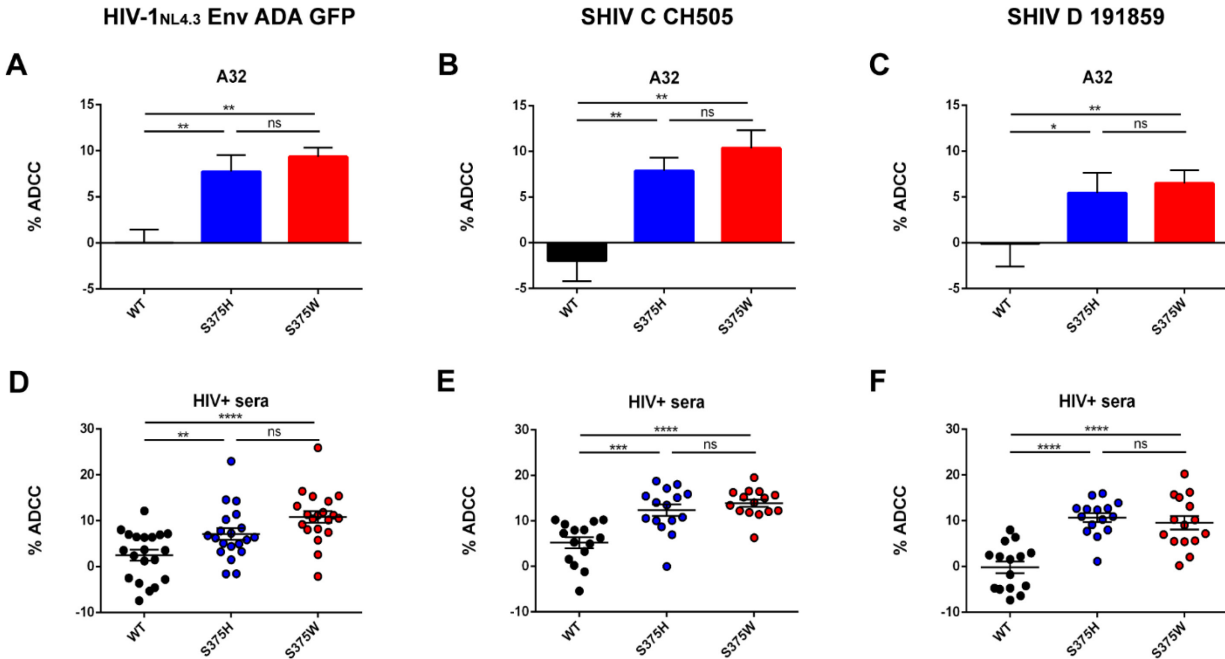 HIV-1NL4.3 Env ADA GFP
SHIV C CH505
SHIV D 191859
A
A32
% ADCC
15
10
5
0
-5
**
**
ns
WT
S375H
S375W
B
A32
% ADCC
15
10
5
0
-5
**
**
ns
WT
S375H
S375W
C
A32
% ADCC
15
10
5
0
-5
**
*
ns
WT
S375H
S375W
D
HIV+ sera
% ADCC
30
20
10
0
-10
****
**
ns
WT
S375H
S375W
E
HIV+ sera
% ADCC
30
20
10
0
-10
****
***
ns
WT
S375H
S375W
F
HIV+ sera
% ADCC
30
20
10
0
-10
****
****
ns
WT
S375H
S375W